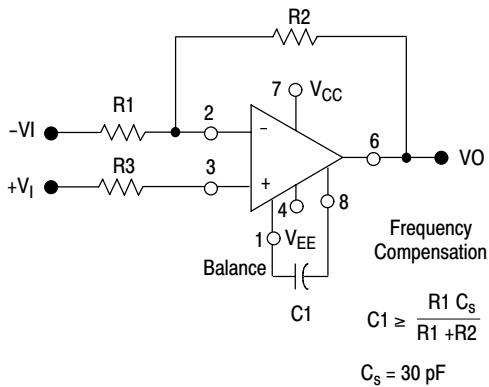 R2
7 VCC
R1
2
−VI
−
6
VO
R3
3
+VI
+
4
8
1 VEE
Frequency
Compensation
Balance
C1
C1 ≥ R1 Cs
R1 +R2
Cs = 30 pF